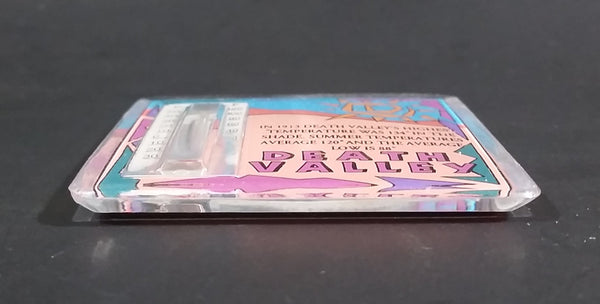 IN 1913 DEATH VALLEY'S HIGHEST
TEMPERATURE WAS 134° IN THE
SHADE. SUMMER TEMPERATURES
AVERAGE 120° AND THE AVERAGE
LOW IS 88°
DEATH
VALLEY